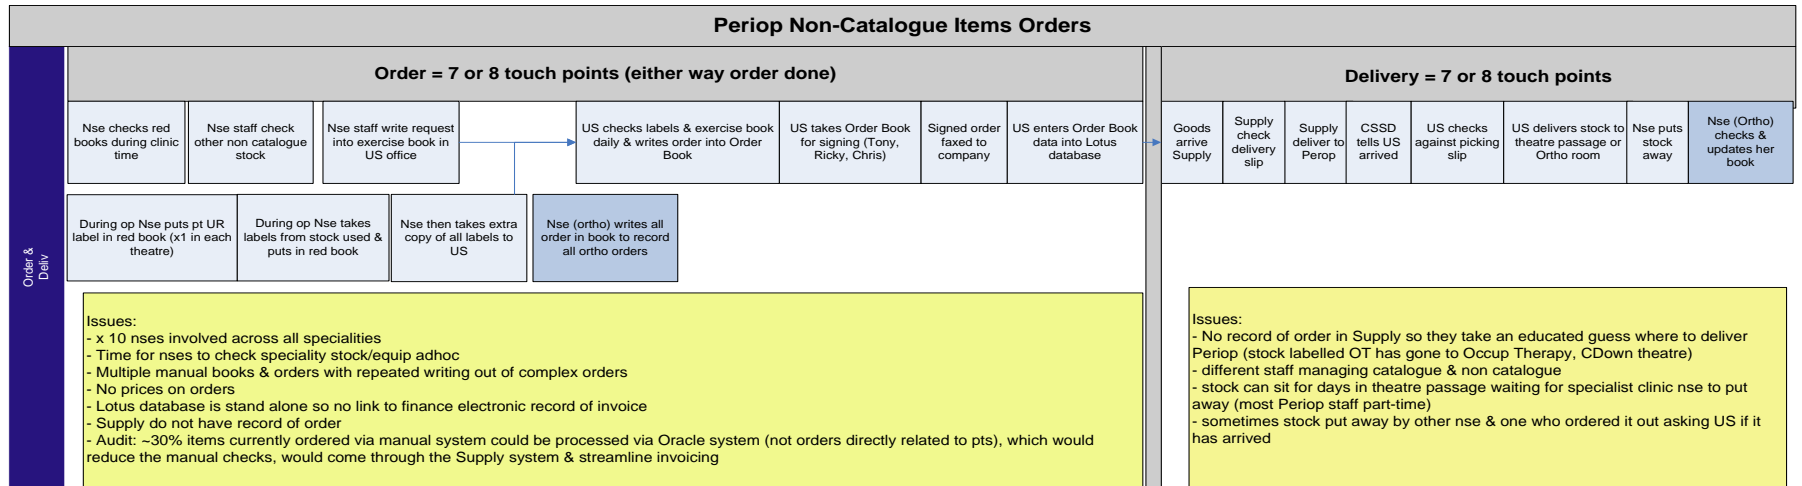 Periop Non-Catalogue Items Orders
Order = 7 or 8 touch points (either way order done)
Delivery = 7 or 8 touch points
Order &
Deliv
Nse checks red
books during clinic
time
Nse staff check
other non catalogue
stock
Nse staff write request
into exercise book in
US office
US checks labels & exercise book
daily & writes order into Order
Book
US takes Order Book
for signing (Tony,
Ricky, Chris)
Signed order
faxed to
company
US enters Order Book
data into Lotus
database
Goods
arrive
Supply
Supply
check
delivery
slip
Supply
deliver to
Perop
CSSD
tells US
arrived
US checks
against picking
slip
US delivers stock to
theatre passage or
Ortho room
Nse puts
stock
away
Nse (Ortho)
checks &
updates her
book
During op Nse puts pt UR
label in red book (x1 in each
theatre)
During op Nse takes
labels from stock used &
puts in red book
Nse then takes extra
copy of all labels to
US
Nse (ortho) writes all
order in book to record
all ortho orders
Issues:
- x 10 nses involved across all specialities
- Time for nses to check speciality stock/equip adhoc
- Multiple manual books & orders with repeated writing out of complex orders
- No prices on orders
- Lotus database is stand alone so no link to finance electronic record of invoice
- Supply do not have record of order
- Audit: ~30% items currently ordered via manual system could be processed via Oracle system (not orders directly related to pts), which would
reduce the manual checks, would come through the Supply system & streamline invoicing
Issues:
- No record of order in Supply so they take an educated guess where to deliver
Periop (stock labelled OT has gone to Occup Therapy, CDown theatre)
- different staff managing catalogue & non catalogue
- stock can sit for days in theatre passage waiting for specialist clinic nse to put
away (most Periop staff part-time)
- sometimes stock put away by other nse & one who ordered it out asking US if it
has arrived